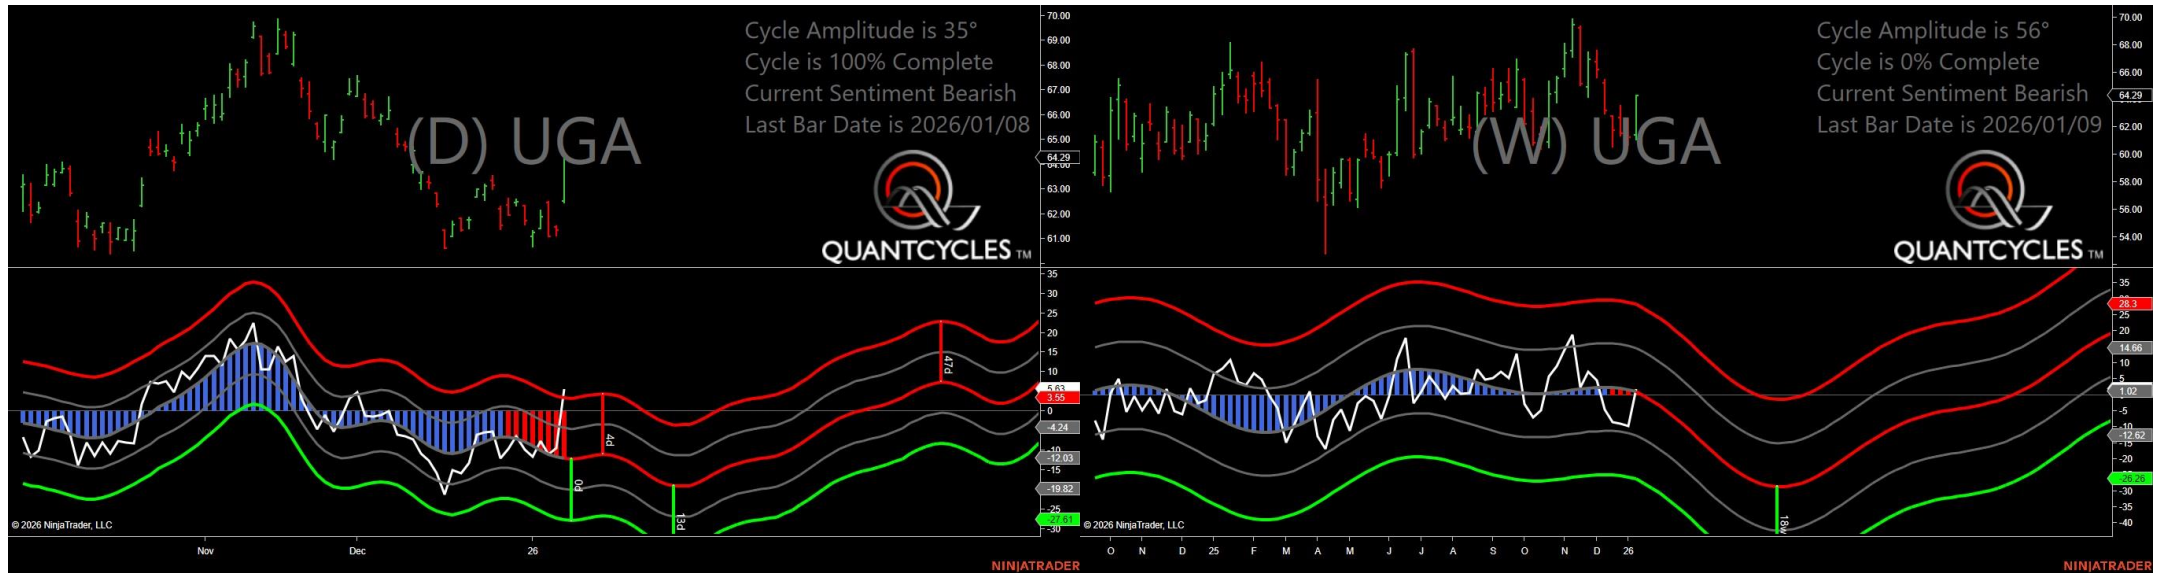 Cycle Amplitude is 35°
Cycle is 100% Complete
Current Sentiment Bearish
Last Bar Date is 2026/01/08
(D) UGA
QUANTCYCLES TM
70.00
69.00
68.00
67.00
66.00
65.00
64.29
63.00
62.00
61.00
35
30
25
20
15
10
5.63
3.55
0
-4.24
-12.03
-15
-19.82
-27.61
-30
47d
4d
0d
13d
© 2026 NinjaTrader, LLC
Nov
Dec
26
NINJATRADER
Cycle Amplitude is 56°
Cycle is 0% Complete
Current Sentiment Bearish
Last Bar Date is 2026/01/09
(W) UGA
QUANTCYCLES TM
70.00
68.00
66.00
64.29
62.00
60.00
58.00
56.00
54.00
35
28.3
25
20
14.66
5
1.02
-5
-12.62
-20
-26.26
-30
-35
-40
18w
© 2026 NinjaTrader, LLC
O N D 25 F M A M J J A S O N D 26
NINJATRADER